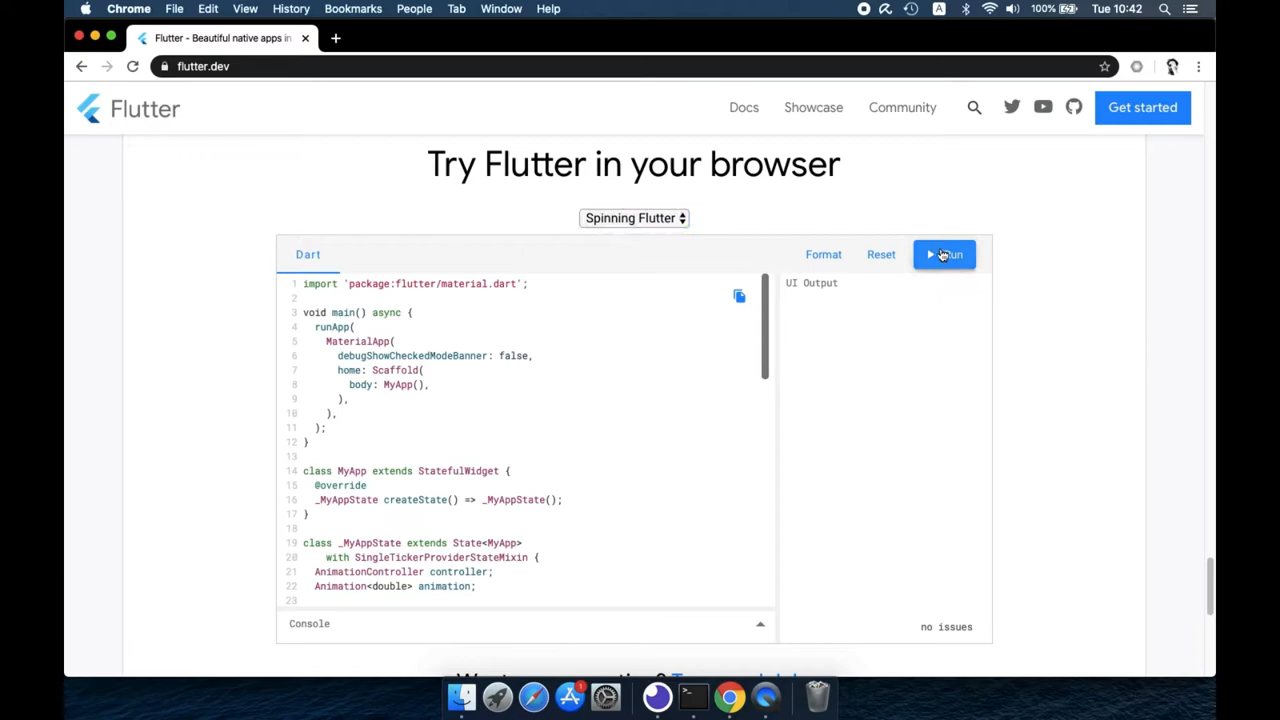 Chrome File Edit View History Bookmarks People Tab Window Help
A 100% Tue 10:42
Flutter - Beautiful native apps in
flutter.dev
Flutter
Docs Showcase Community
Get started
Try Flutter in your browser
Spinning Flutter
Dart
Format Reset
UI Output
1 import 'package:flutter/material.dart';
2
3 void main() async {
4 runApp(
5 MaterialApp(
6 debugShowCheckedModeBanner: false,
7 home: Scaffold(
8 body: MyApp(),
9 ),
10 ),
11 );
12 }
13
14 class MyApp extends StatefulWidget {
15 @override
16 _MyAppState createState() => _MyAppState();
17 }
18
19 class _MyAppState extends State<MyApp>
20 with SingleTickerProviderStateMixin {
21 AnimationController controller;
22 Animation<double> animation;
23
Console
no issues
1